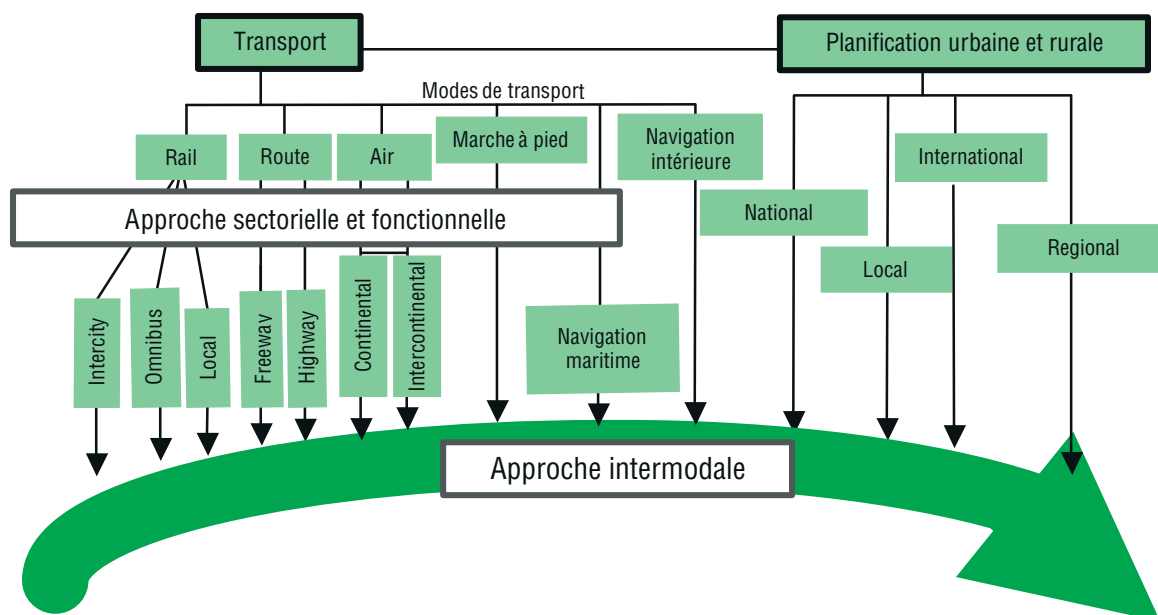 Transport
Planification urbaine et rurale
Modes de transport
Rail
Route
Air
Marche à pied
Navigation
intérieure
International
National
Local
Regional
Approche sectorielle et fonctionnelle
Intercity
Omnibus
Local
Freewav
Highway
Continental
Intercontinental
Navigation
maritime
Approche intermodale